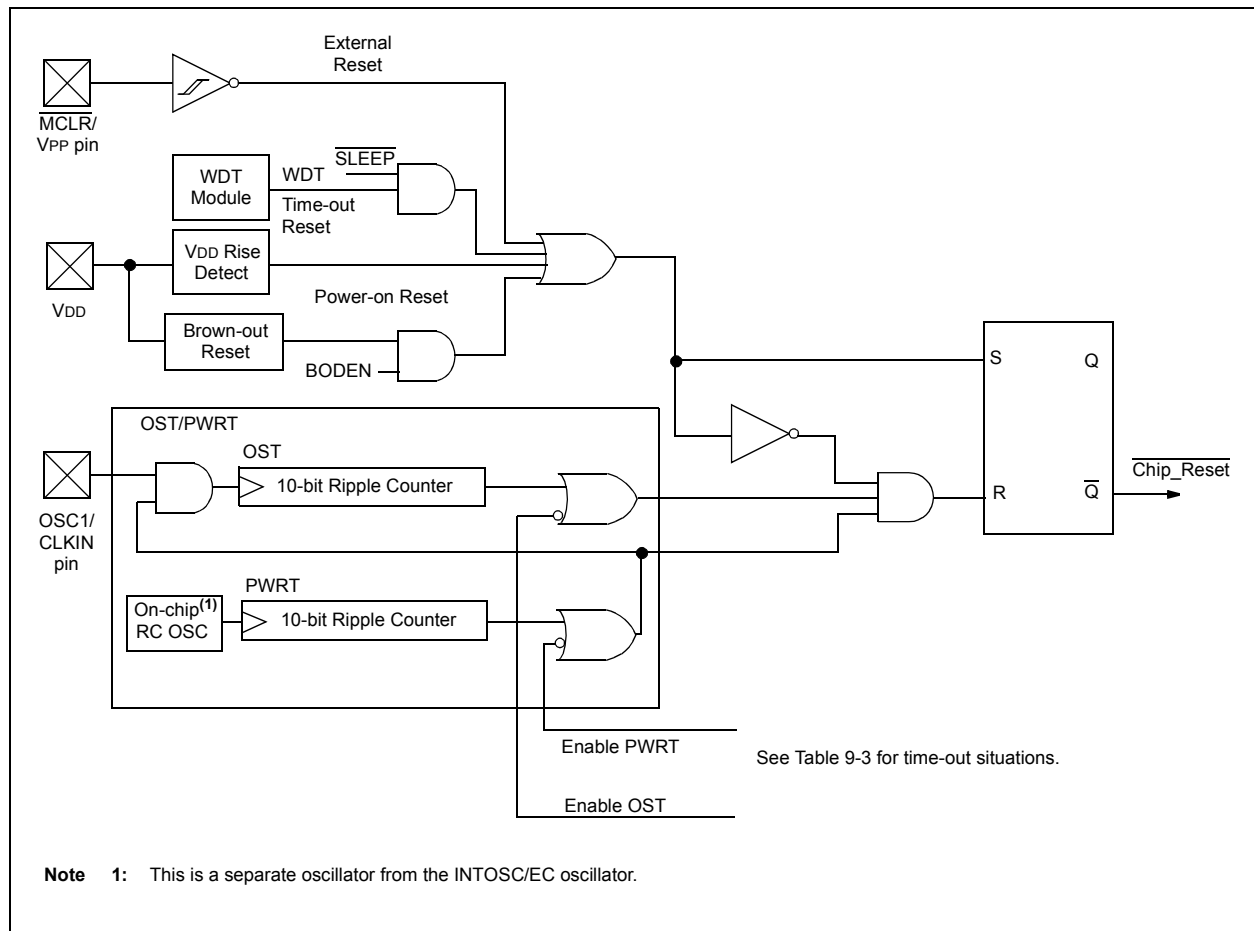 External
Reset
M̅C̅L̅R̅/
VPP pin
S̅L̅E̅E̅P̅
WDT
Module
WDT
Time-out
Reset
VDD Rise
Detect
VDD
Power-on Reset
Brown-out
Reset
BODEN
S
Q
OST/PWRT
OST
10-bit Ripple Counter
C̅h̅i̅p̅_̅R̅e̅s̅e̅t̅
R
Q̅
OSC1/
CLKIN
pin
PWRT
On-chip(1)
RC OSC
10-bit Ripple Counter
Enable PWRT
See Table 9-3 for time-out situations.
Enable OST
Note 1: This is a separate oscillator from the INTOSC/EC oscillator.